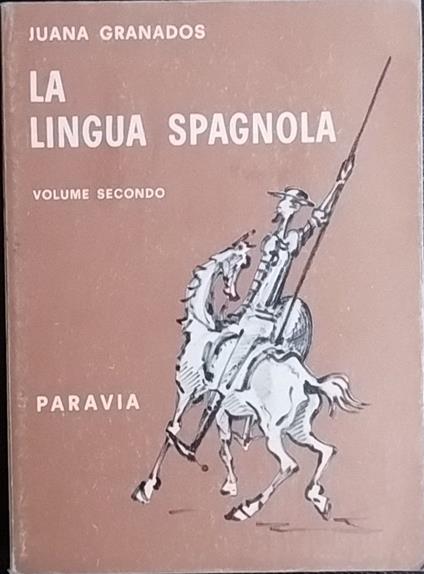 JUANA GRANADOS
LA
LINGUA SPAGNOLA
VOLUME SECONDO
PARAVIA